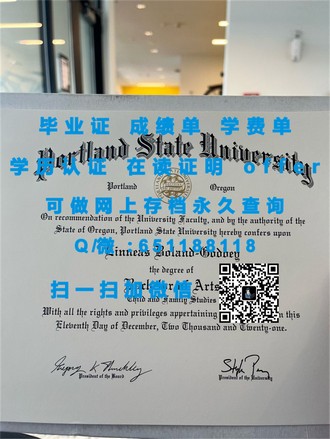 毕业证 成绩单 学费单
Portland State University
学历认证 在读证明 offer
Portland Oregon
可做网上存档永久查询
On recommendation of the University Faculty, and by the authority of the
State of Oregon, Portland State University hereby confers upon
Q/微:651188118
Linneas Boland-Godbey
the degree of
Bachelor of Arts
Child and Family Studies
扫一扫加微信
With all the rights and privileges appertaining on this
Eleventh Day of December, Two Thousand and Twenty-one.
President of the Board
President of the University